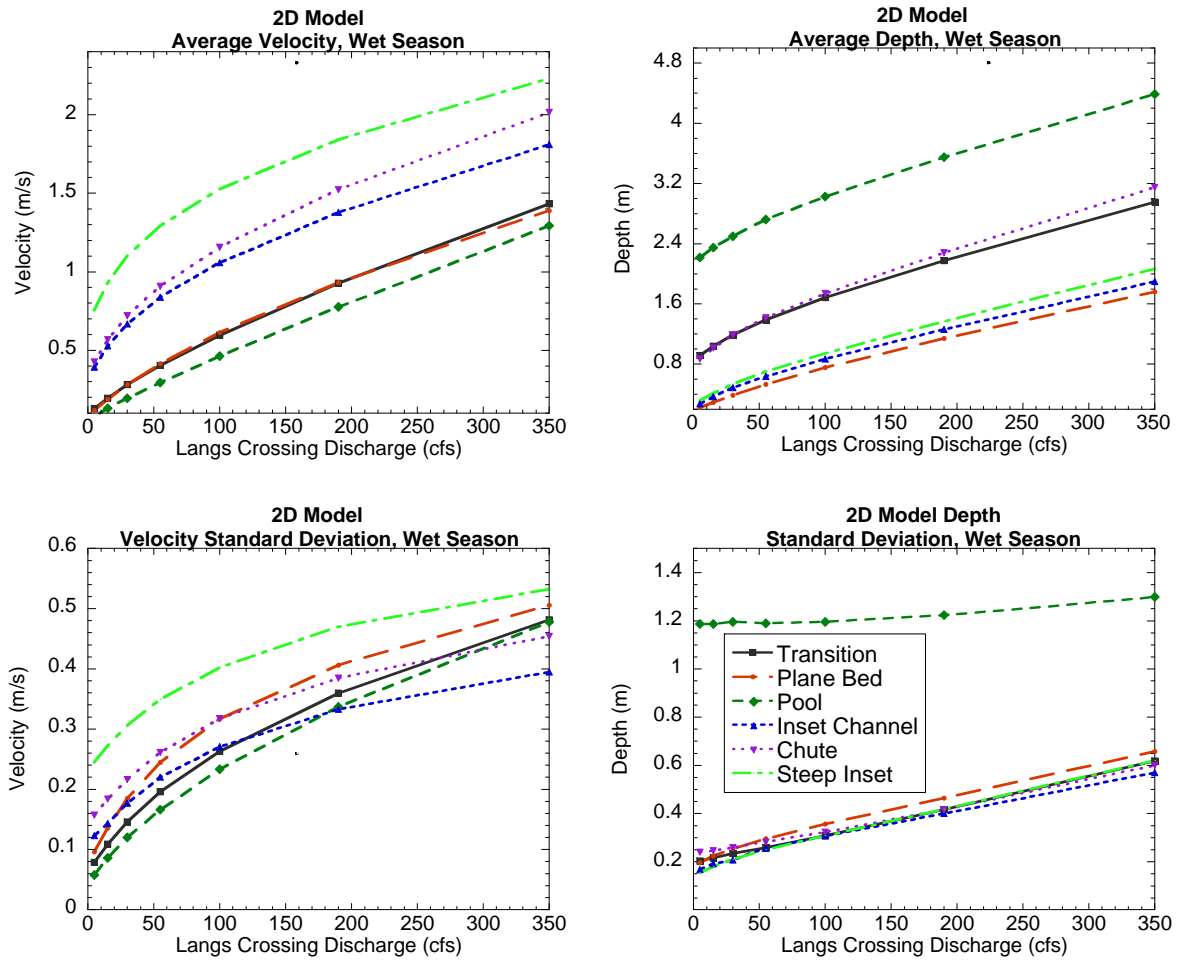 2D Model
Average Velocity, Wet Season
2
1.5
1
0.5
Velocity (m/s)
0 50 100 150 200 250 300 350
Langs Crossing Discharge (cfs)
2D Model
Average Depth, Wet Season
4.8
4
3.2
2.4
1.6
0.8
Depth (m)
0 50 100 150 200 250 300 350
Langs Crossing Discharge (cfs)
2D Model
Velocity Standard Deviation, Wet Season
0.6
0.5
0.4
0.3
0.2
0.1
0
Velocity (m/s)
0 50 100 150 200 250 300 350
Langs Crossing Discharge (cfs)
2D Model Depth
Standard Deviation, Wet Season
1.4
1.2
1
0.8
0.6
0.4
0.2
Depth (m)
Transition
Plane Bed
Pool
Inset Channel
Chute
Steep Inset
0 50 100 150 200 250 300 350
Langs Crossing Discharge (cfs)